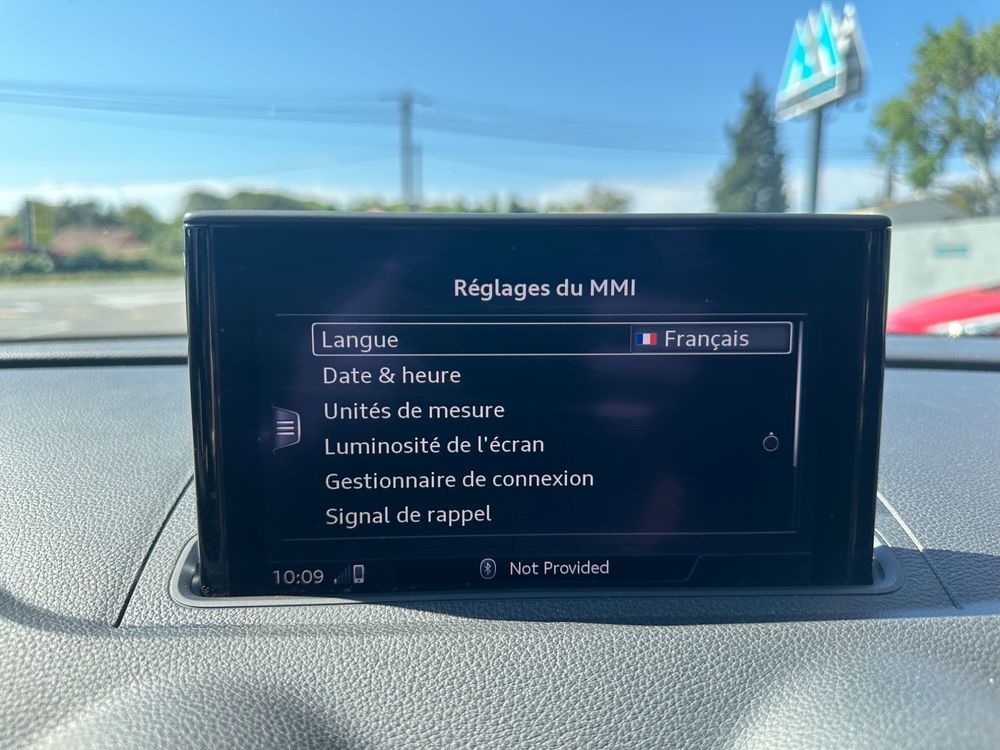 Réglages du MMI
Langue Français
Date & heure
Unités de mesure
Luminosité de l'écran
Gestionnaire de connexion
Signal de rappel
10:09 Not Provided